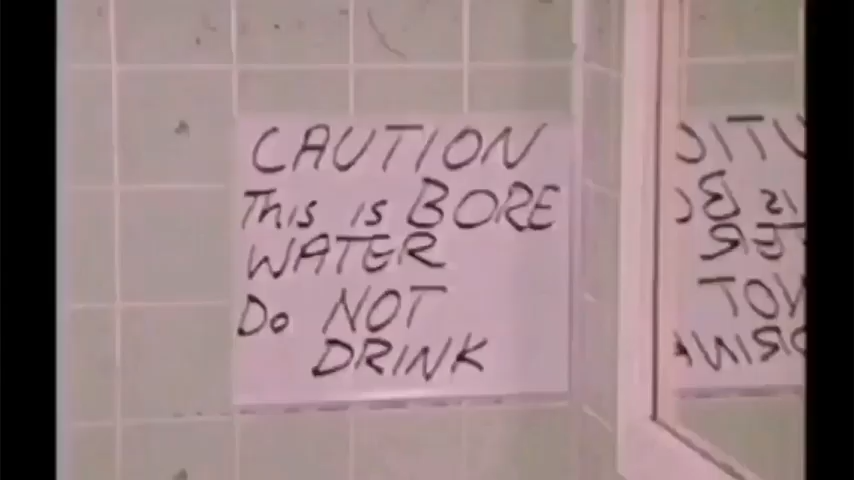 CAUTION
This is BORE
WATER
Do NOT
DRINK